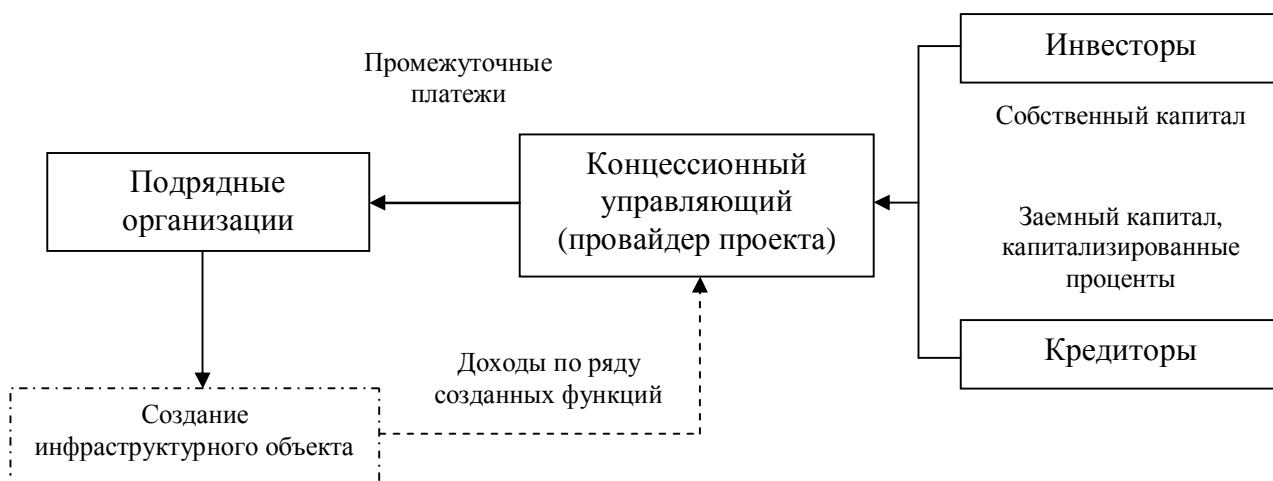 Инвесторы
Промежуточные
платежи
Собственный капитал
Концессионный
управляющий
(провайдер проекта)
Подрядные
организации
Заемный капитал,
капитализированные
проценты
Кредиторы
Доходы по ряду
созданных функций
Создание
инфраструктурного объекта